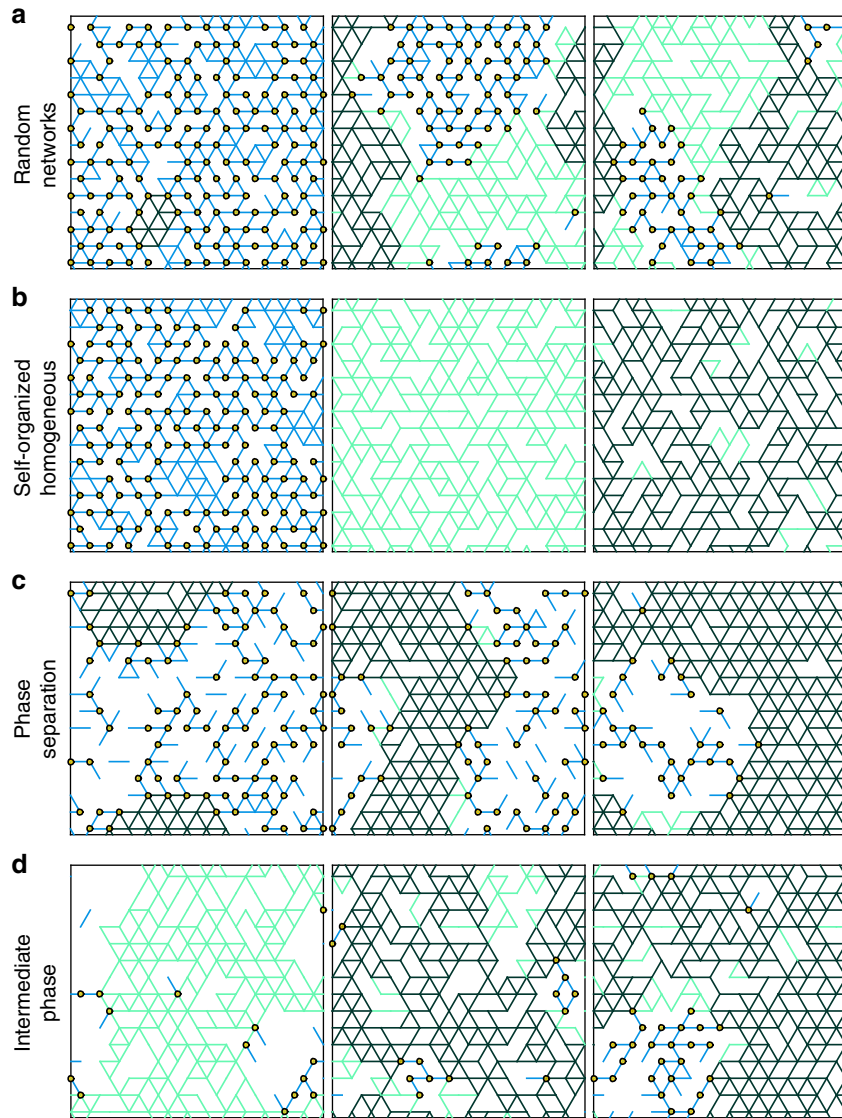 a
Random
networks
b
Self-organized
homogeneous
c
Phase
separation
d
Intermediate
phase